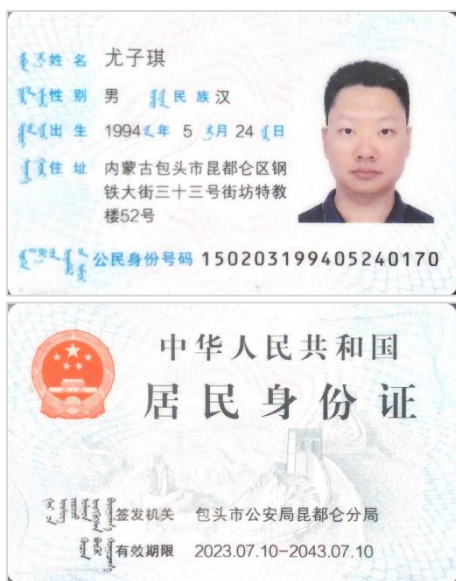 姓名 尤子琪
性别 男 民族 汉
出生 1994 年 5 月 24 日
住址 内蒙古包头市昆都仑区钢
铁大街三十三号街坊特教
楼52号
公民身份号码 150203199405240170
中华人民共和国
居民身份证
签发机关 包头市公安局昆都仑分局
有效期限 2023.07.10-2043.07.10